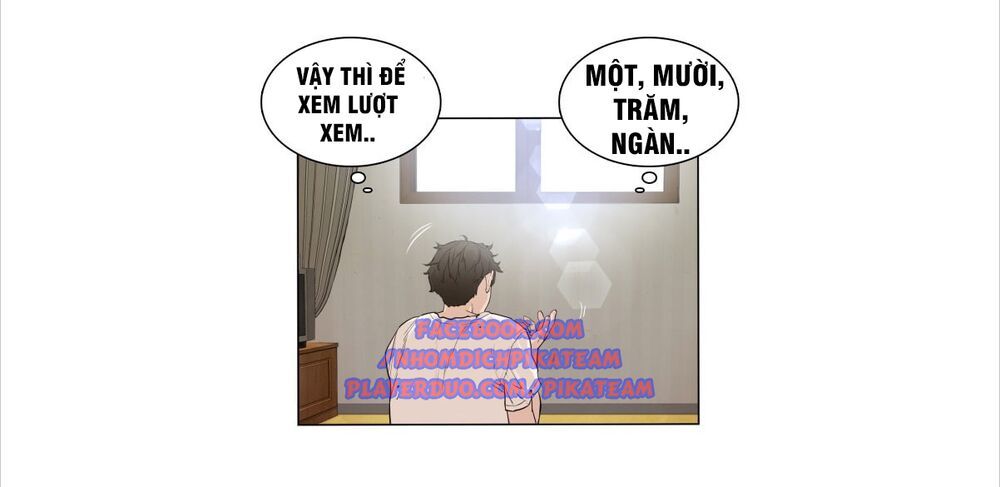 VẬY THÌ ĐỂ
XEM LƯỢT
XEM..
MỘT, MƯỜI,
TRĂM,
NGÀN..
FACEBOOK.COM
/NHOMDICHPIKATEAM
PLAYERDUO.COM/PIKATEAM